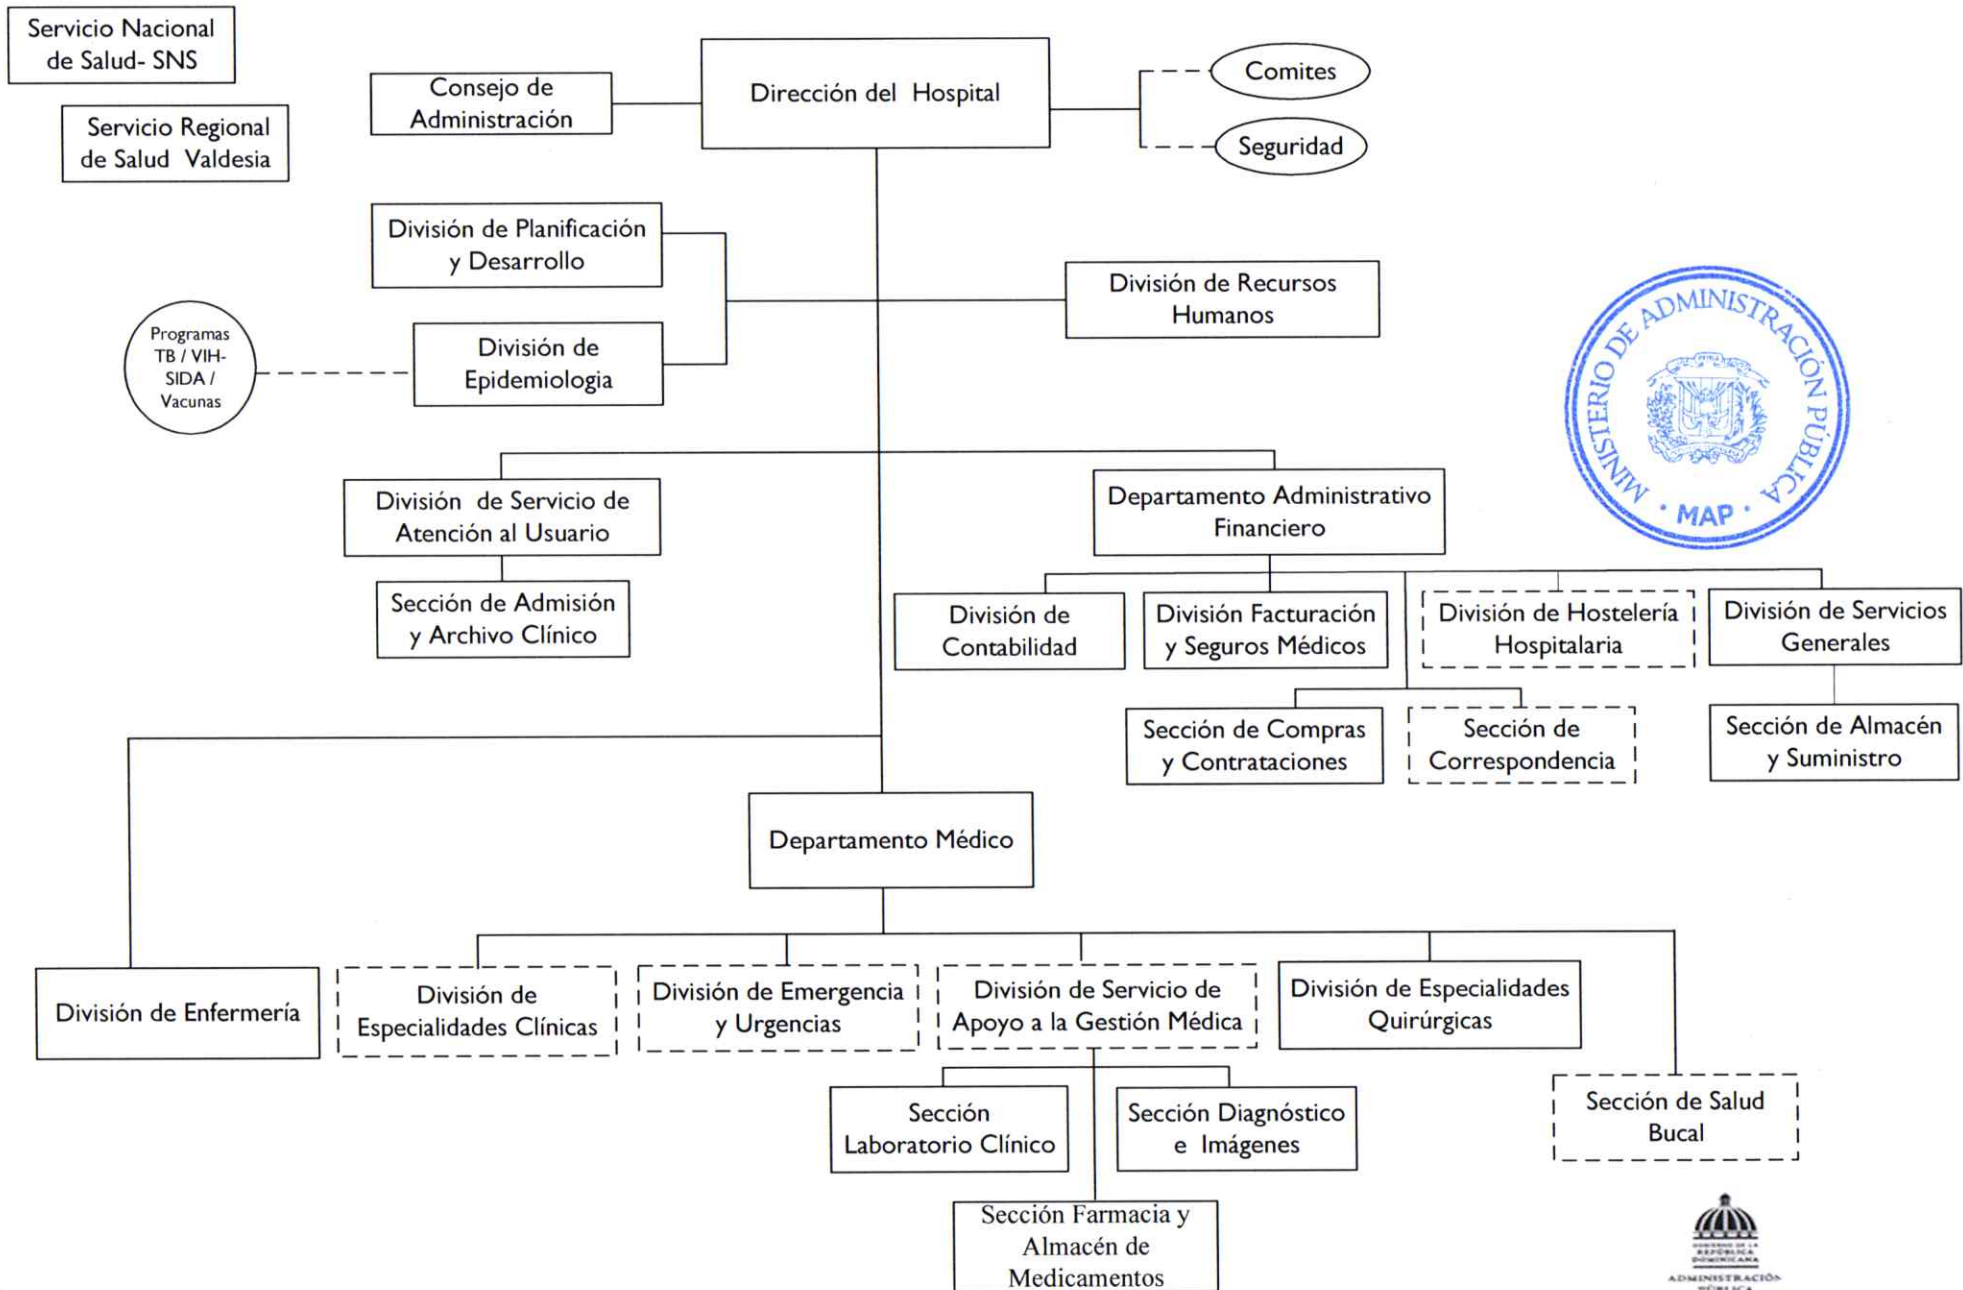 Servicio Nacional
de Salud- SNS
Servicio Regional
de Salud Valdesia
Consejo de
Administración
Dirección del Hospital
Comites
Seguridad
División de Planificación
y Desarrollo
División de Recursos
Humanos
Programas
TB / VIH-
SIDA /
Vacunas
División de
Epidemiologia
MINISTERIO DE ADMINISTRACIÓN PÚBLICA
· MAP ·
División de Servicio de
Atención al Usuario
Departamento Administrativo
Financiero
Sección de Admisión
y Archivo Clínico
División de
Contabilidad
División Facturación
y Seguros Médicos
División de Hostelería
Hospitalaria
División de Servicios
Generales
Sección de Compras
y Contrataciones
Sección de
Correspondencia
Sección de Almacén
y Suministro
Departamento Médico
División de Enfermería
División de
Especialidades Clínicas
División de Emergencia
y Urgencias
División de Servicio de
Apoyo a la Gestión Médica
División de Especialidades
Quirúrgicas
Sección
Laboratorio Clínico
Sección Diagnóstico
e Imágenes
Sección de Salud
Bucal
Sección Farmacia y
Almacén de
Medicamentos
GOBIERNO DE LA
REPÚBLICA
DOMINICANA
ADMINISTRACIÓN
PÚBLICA